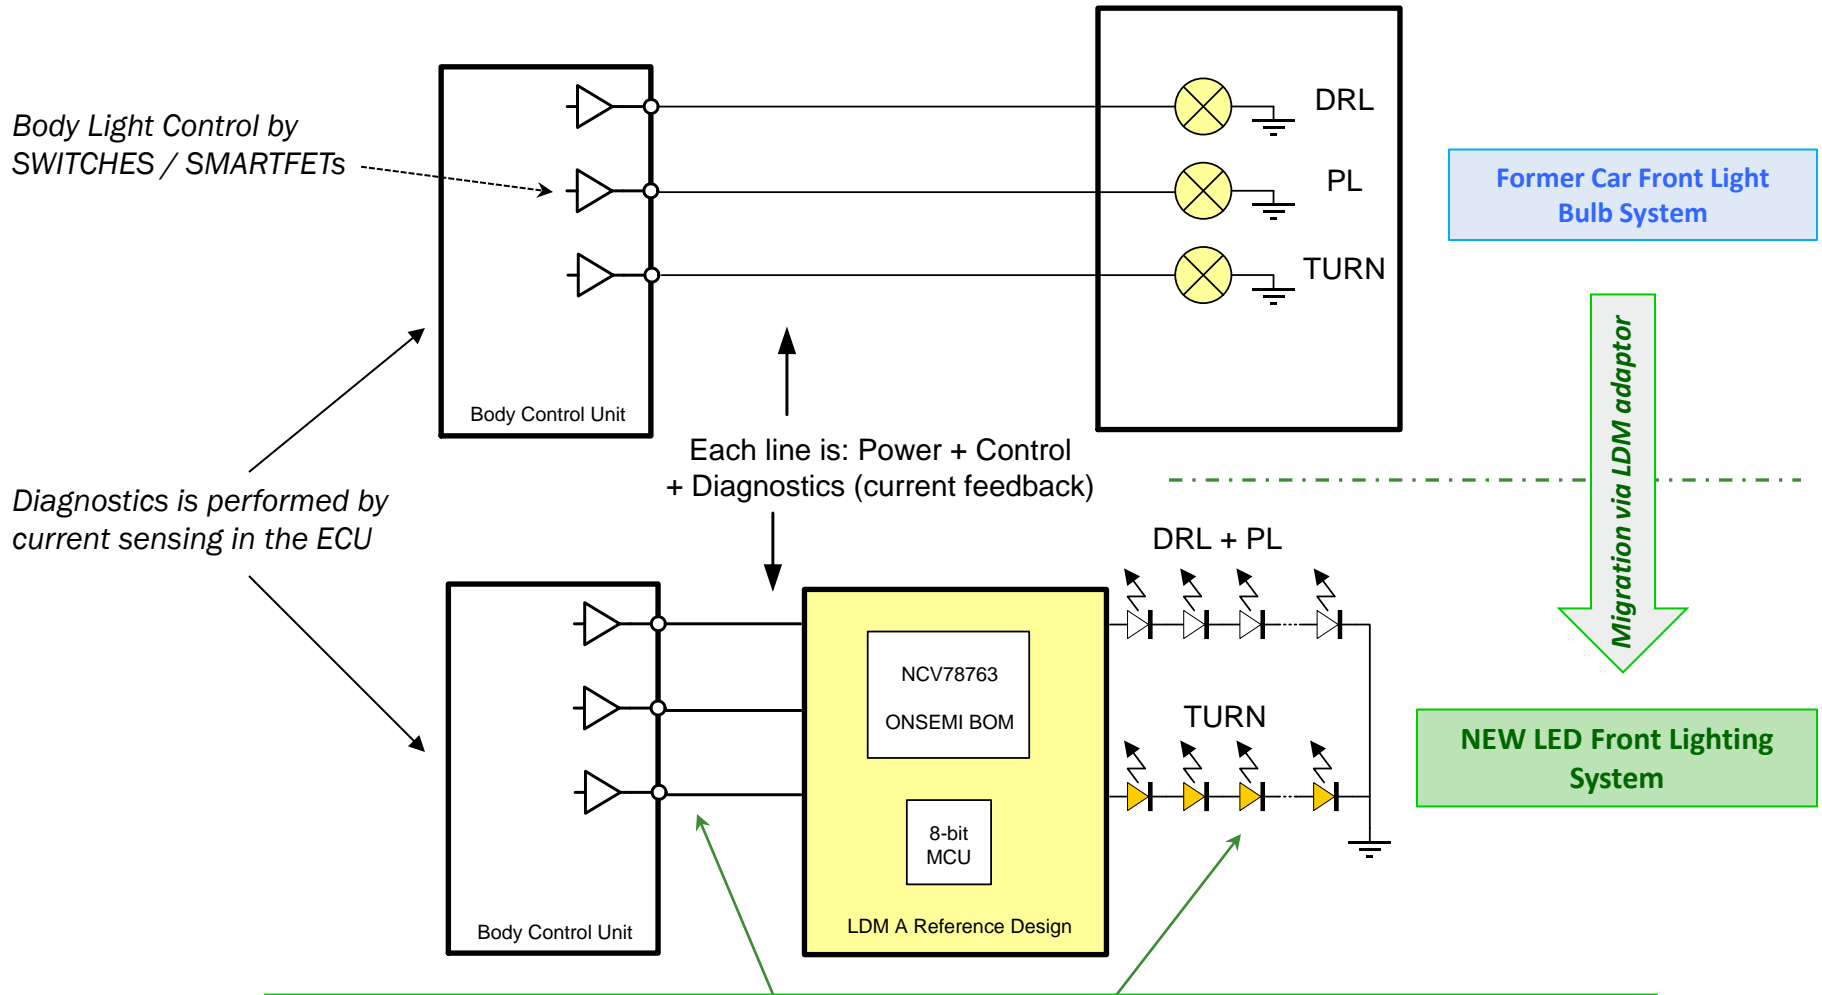 Body Light Control by
SWITCHES / SMARTFETs
DRL
PL
TURN
Body Control Unit
Former Car Front Light
Bulb System
Migration via LDM adaptor
Each line is: Power + Control
+ Diagnostics (current feedback)
Diagnostics is performed by
current sensing in the ECU
DRL + PL
TURN
NCV78763
ONSEMI BOM
8-bit
MCU
LDM A Reference Design
Body Control Unit
NEW LED Front Lighting
System